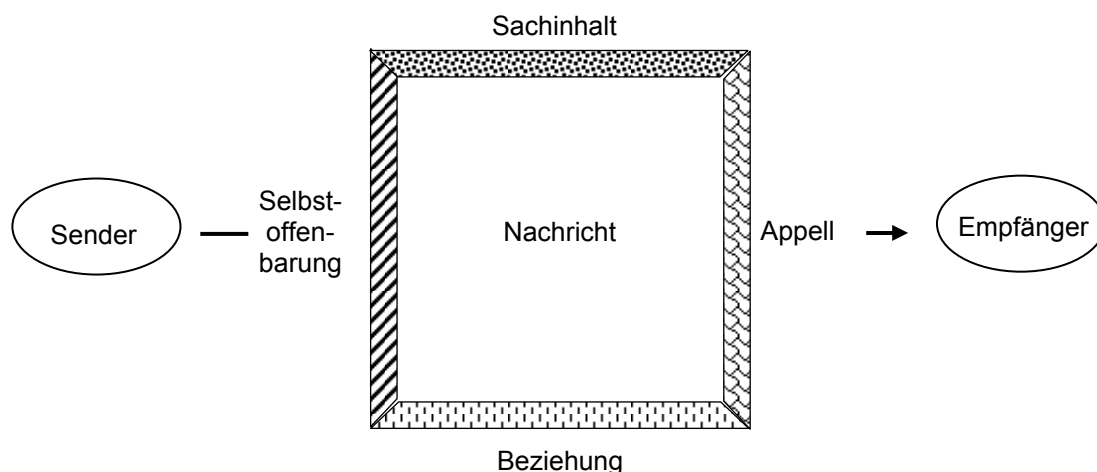 Sachinhalt
Sender
Selbst-
offen-
barung
Nachricht
Appell
Empfänger
Beziehung